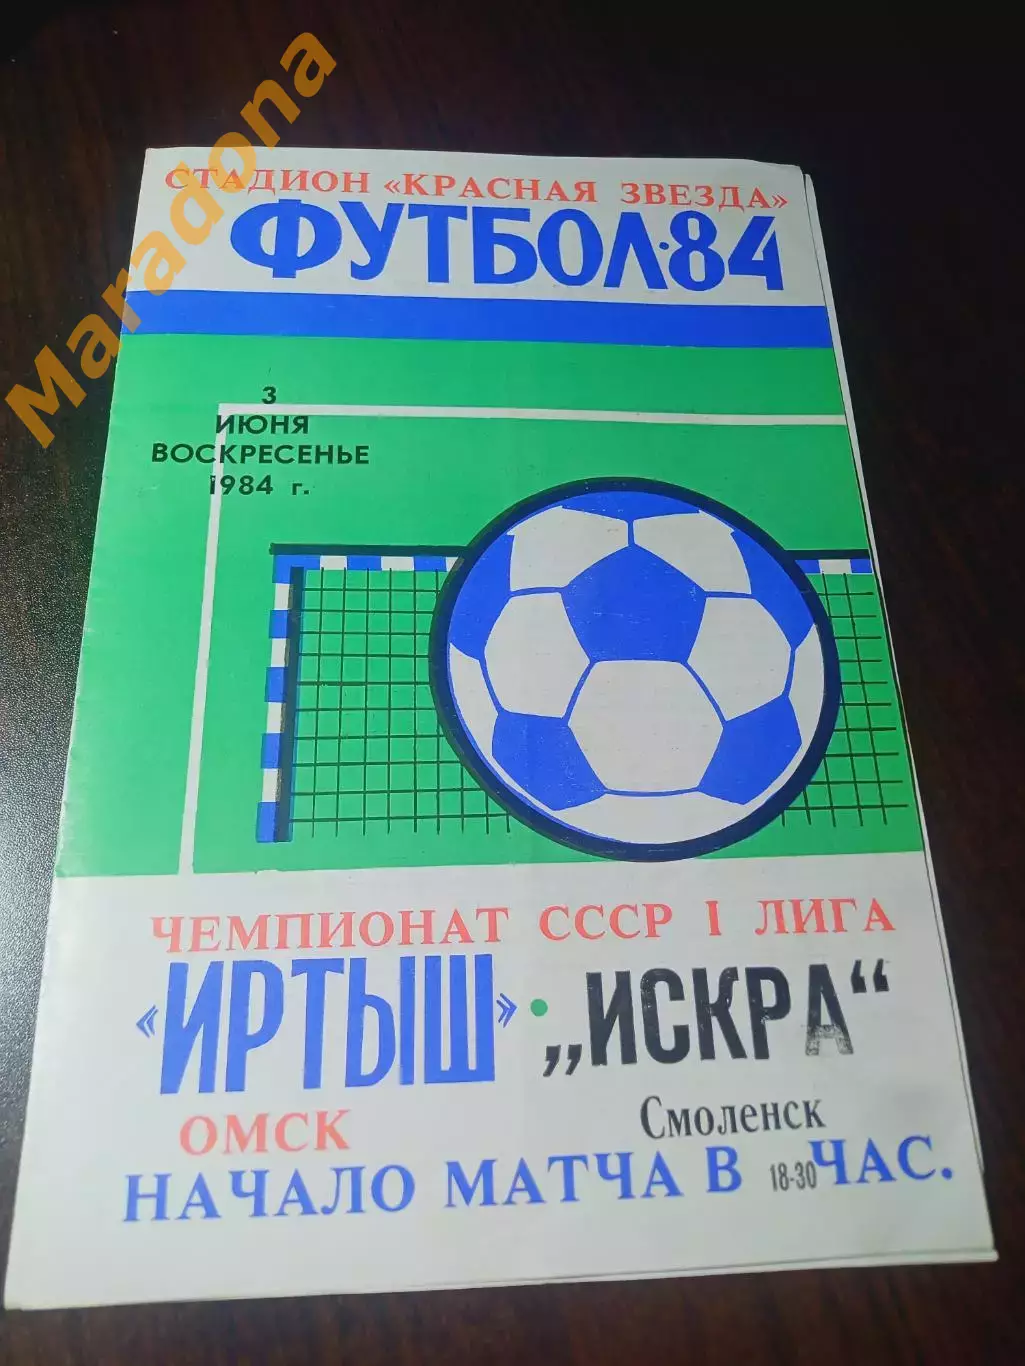 Maradona
СТАДИОН «КРАСНАЯ ЗВЕЗДА»
ФУТБОЛ·84
3
ИЮНЯ
ВОСКРЕСЕНЬЕ
1984 г.
ЧЕМПИОНАТ СССР I ЛИГА
«ИРТЫШ» • „ИСКРА“
ОМСК Смоленск
НАЧАЛО МАТЧА В 18-30 ЧАС.